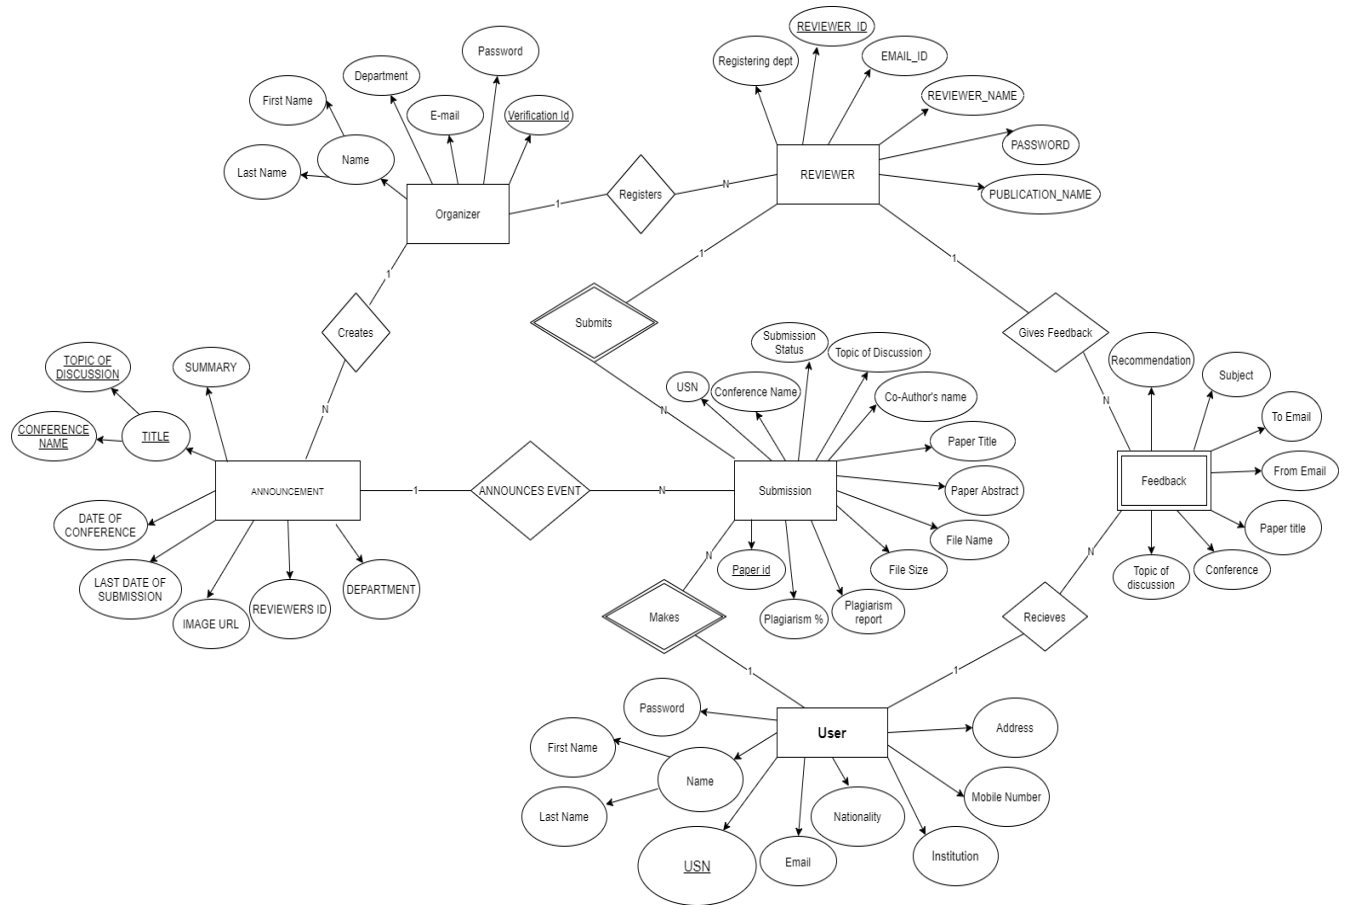 REVIEWER_ID
Password
EMAIL_ID
Registering dept
Department
First Name
REVIEWER_NAME
E-mail
Verification Id
PASSWORD
Name
Last Name
REVIEWER
N
Registers
PUBLICATION_NAME
1
Organizer
1
1
1
Submits
Creates
Gives Feedback
Submission
Status
Topic of Discussion
Recommendation
TOPIC OF
DISCUSSION
SUMMARY
Subject
USN
Conference Name
Co-Author's name
N
N
N
To Email
CONFERENCE
NAME
TITLE
Paper Title
From Email
ANNOUNCEMENT
1
ANNOUNCES EVENT
N
Submission
Paper Abstract
Feedback
DATE OF
CONFERENCE
File Name
Paper title
N
N
Paper id
File Size
Topic of
discussion
Conference
LAST DATE OF
SUBMISSION
DEPARTMENT
REVIEWERS ID
IMAGE URL
Plagiarism %
Plagiarism
report
Makes
Recieves
1
1
Password
User
Address
First Name
Name
Mobile Number
Last Name
Nationality
USN
Email
Institution